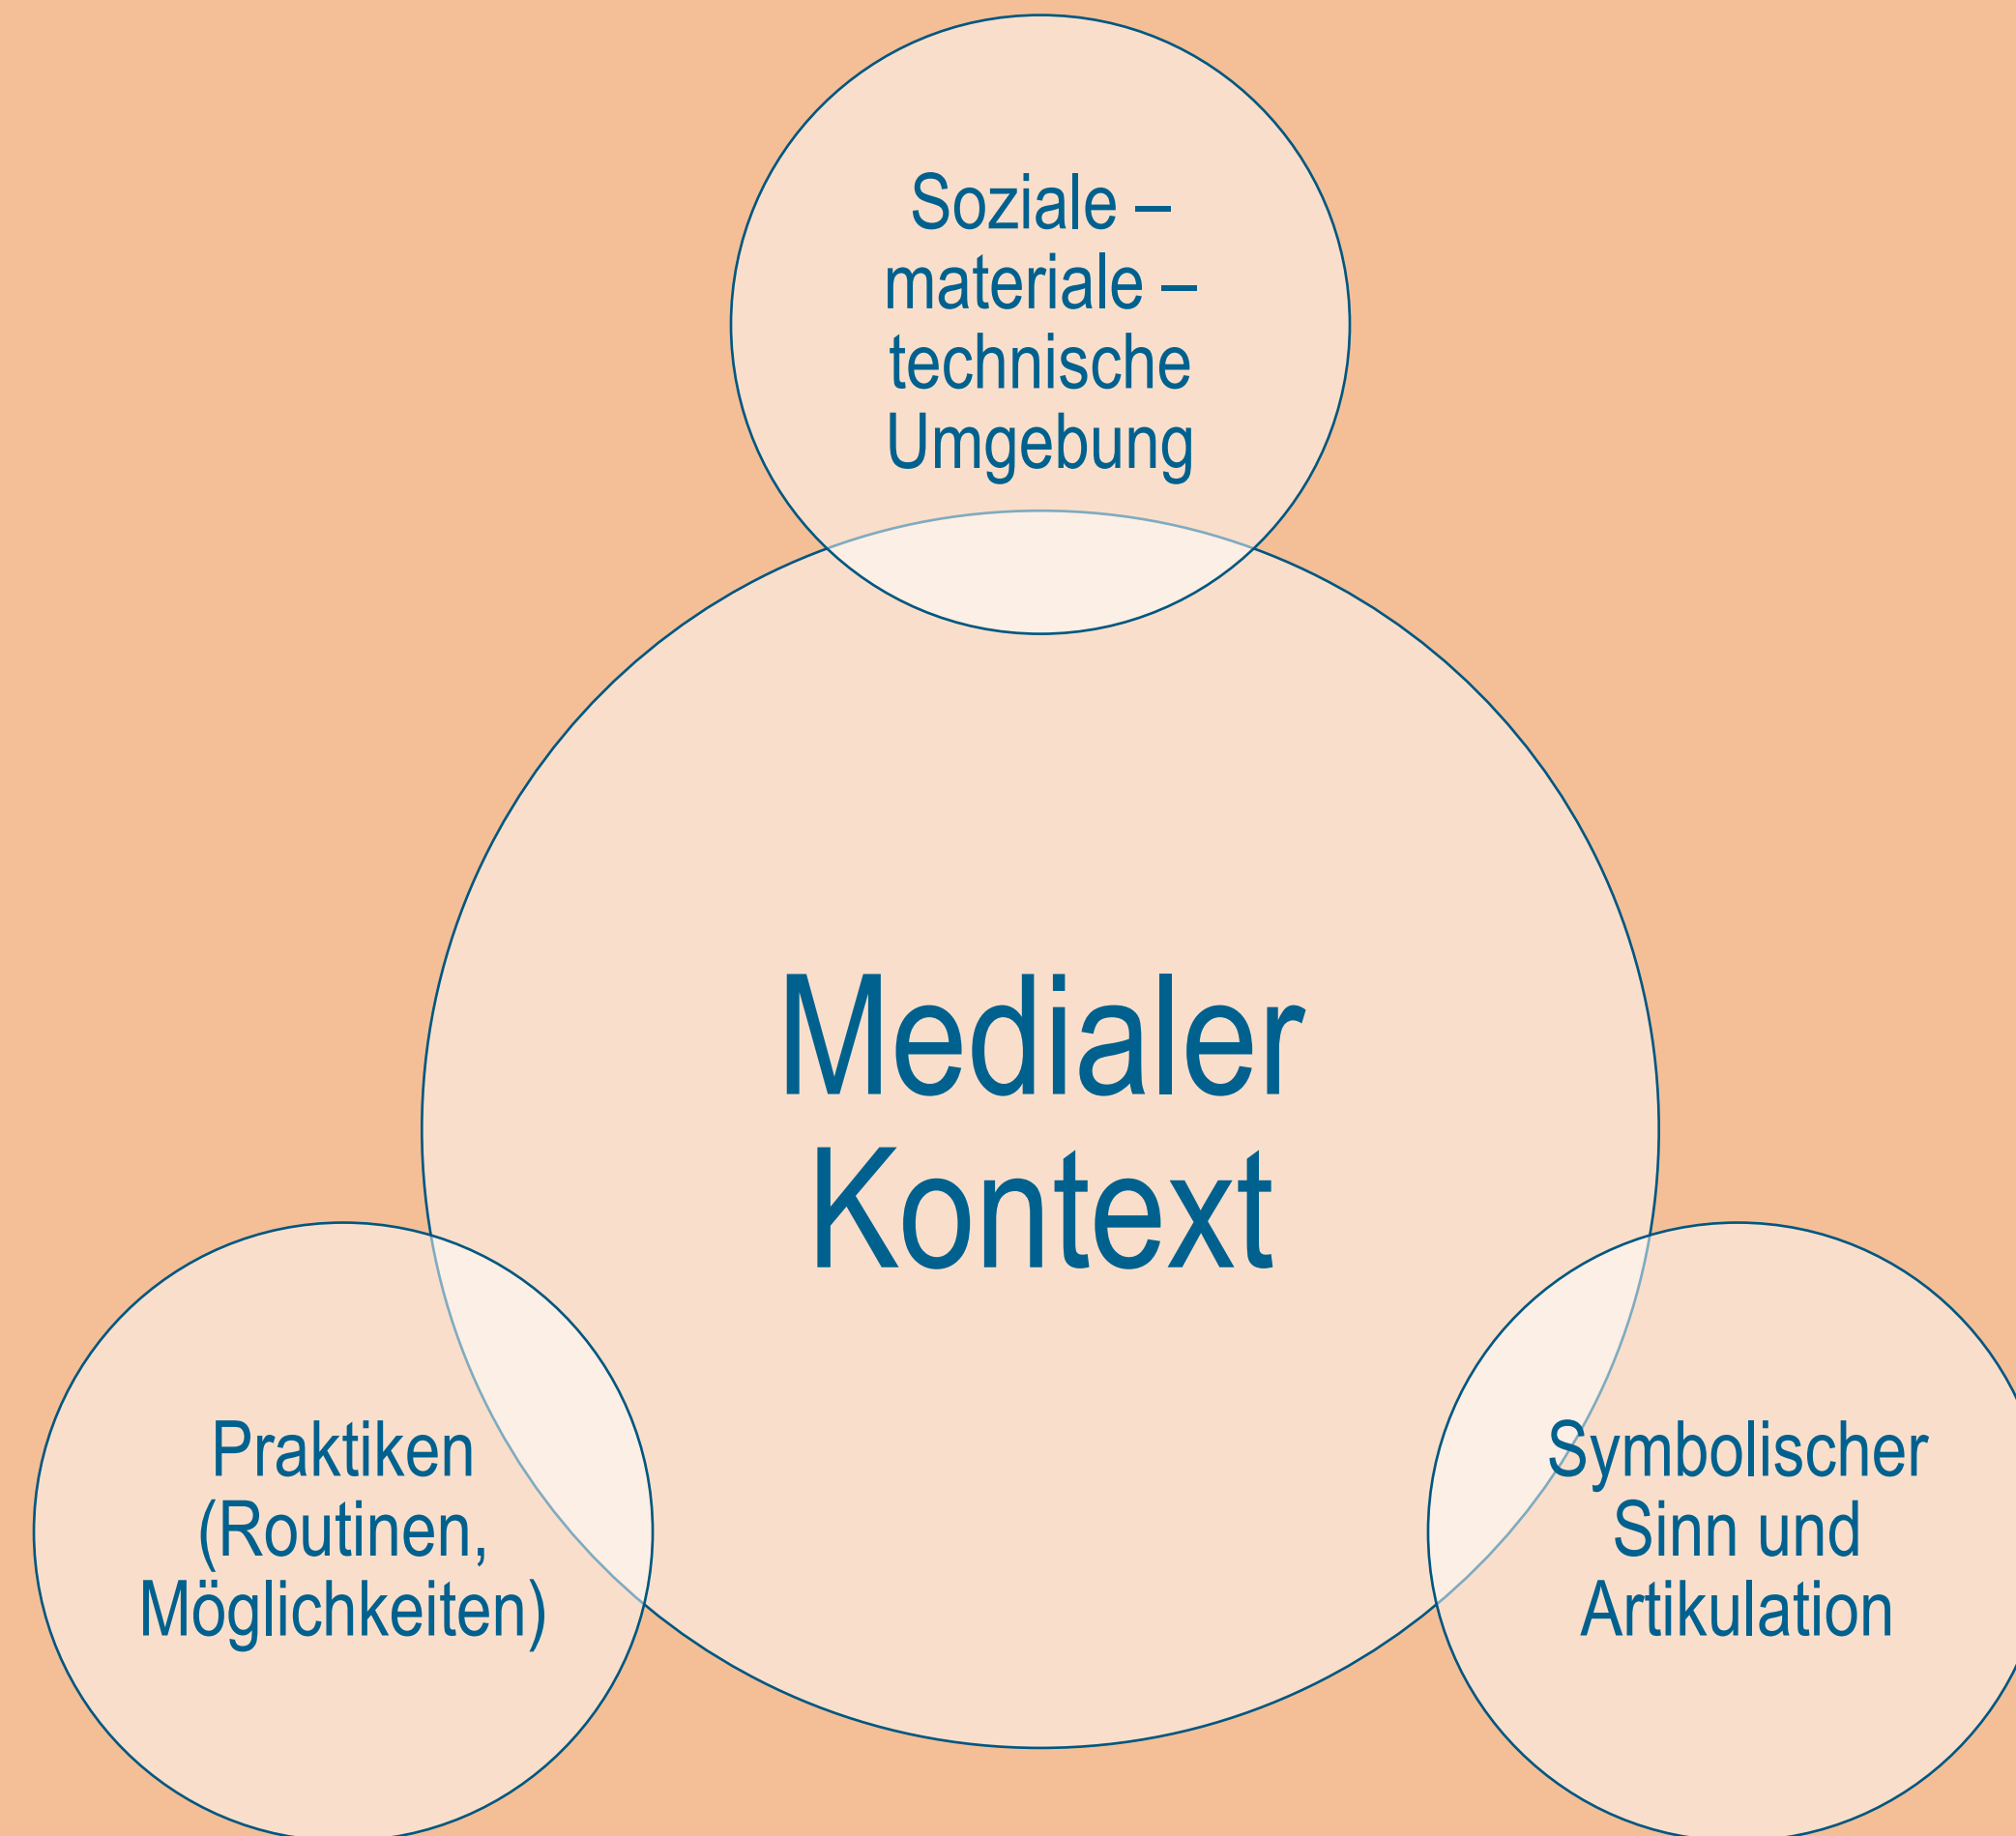 Soziale –
materiale –
technische
Umgebung
Medialer
Kontext
Praktiken
(Routinen,
Möglichkeiten)
Symbolischer
Sinn und
Artikulation